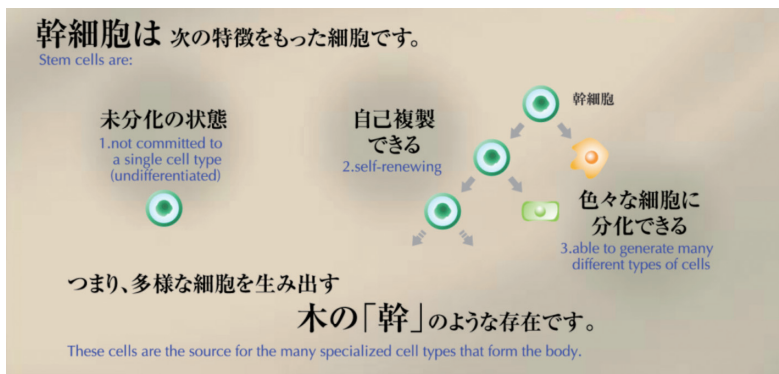 幹細胞は 次の特徴をもった細胞です。
Stem cells are:
未分化の状態
1.not committed to
a single cell type
(undifferentiated)
自己複製
できる
2.self-renewing
幹細胞
色々な細胞に
分化できる
3.able to generate many
different types of cells
つまり、多様な細胞を生み出す
木の「幹」のような存在です。
These cells are the source for the many specialized cell types that form the body.